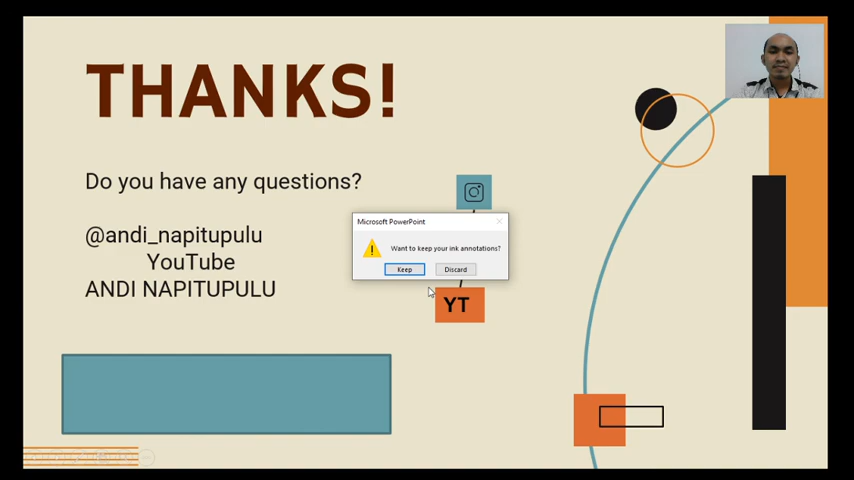 THANKS!
Do you have any questions?
@andi_napitupulu
YouTube
ANDI NAPITUPULU
Microsoft PowerPoint
Want to keep your ink annotations?
Keep
Discard
YT